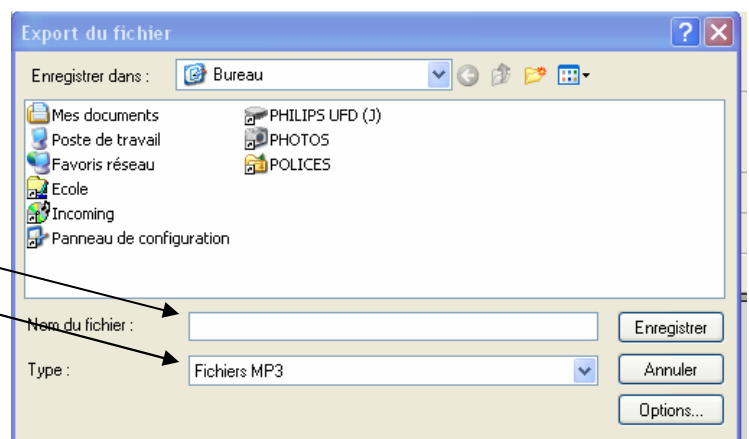 Export du fichier
Enregistrer dans : Bureau
Mes documents
Poste de travail
Favoris réseau
Ecole
Incoming
Panneau de configuration
PHILIPS UFD (J)
PHOTOS
POLICES
Nom du fichier : Enregistrer
Type : Fichiers MP3 Annuler
Options...